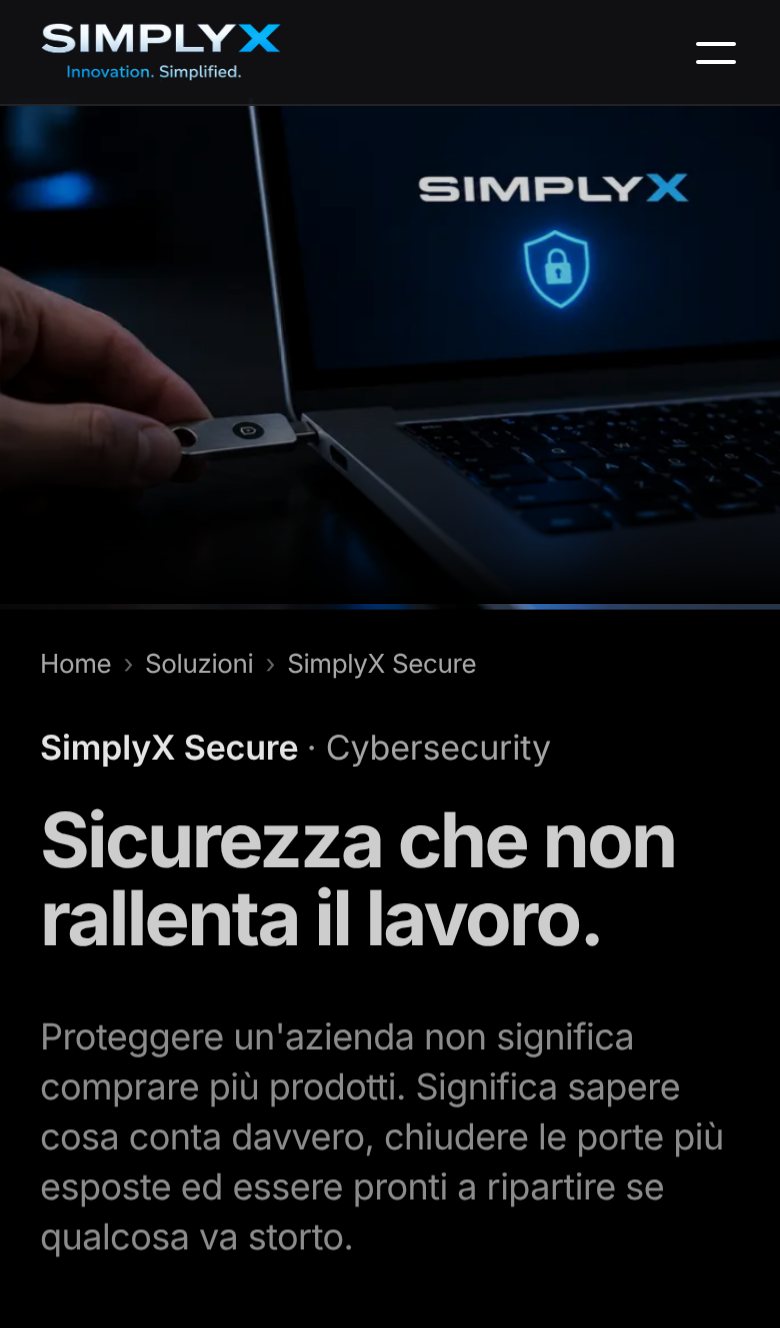 SIMPLYX
Innovation. Simplified.
SIMPLYX
Home › Soluzioni › SimplyX Secure
SimplyX Secure · Cybersecurity
Sicurezza che non
rallenta il lavoro.
Proteggere un'azienda non significa
comprare più prodotti. Significa sapere
cosa conta davvero, chiudere le porte più
esposte ed essere pronti a ripartire se
qualcosa va storto.